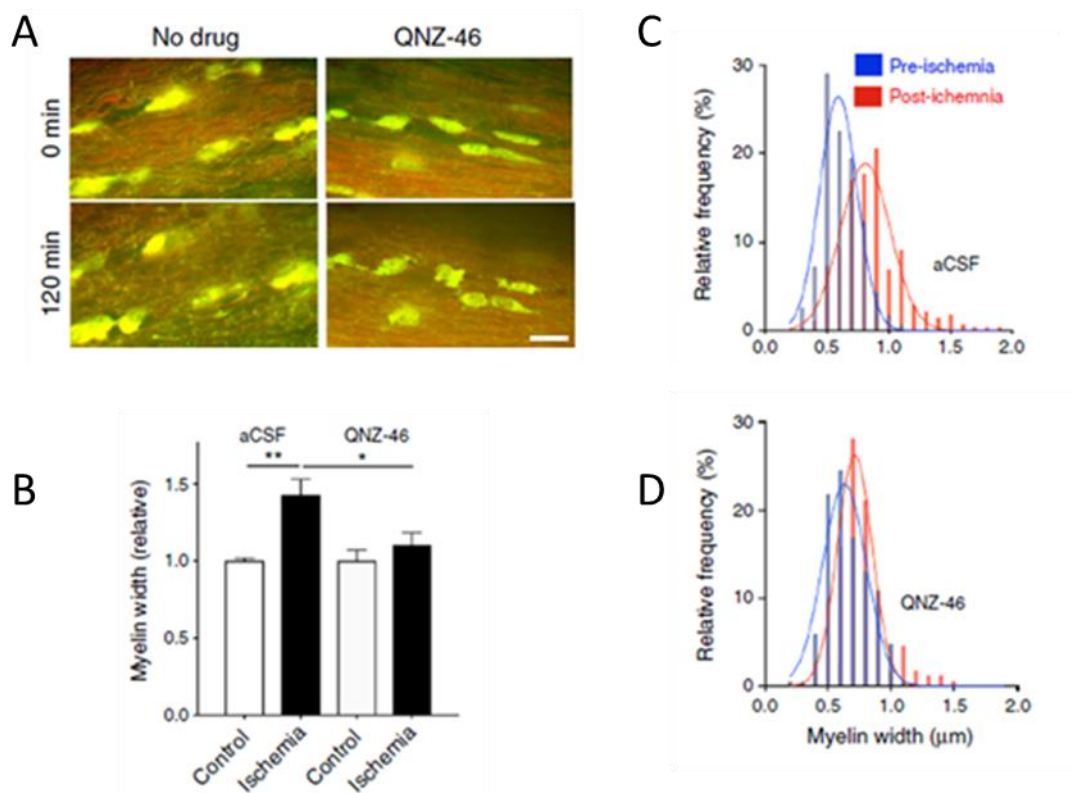 A
No drug
QNZ-46
0 min
120 min
B
aCSF
QNZ-46
**
*
Myelin width (relative)
1.5
1.0
0.5
0.0
Control
Ischemia
Control
Ischemia
C
Pre-ischemia
Post-ichemnia
Relative frequency (%)
30
20
10
0
aCSF
0.0
0.5
1.0
1.5
2.0
D
Relative frequency (%)
30
20
10
0
QNZ-46
0.0
0.5
1.0
1.5
2.0
Myelin width (μm)